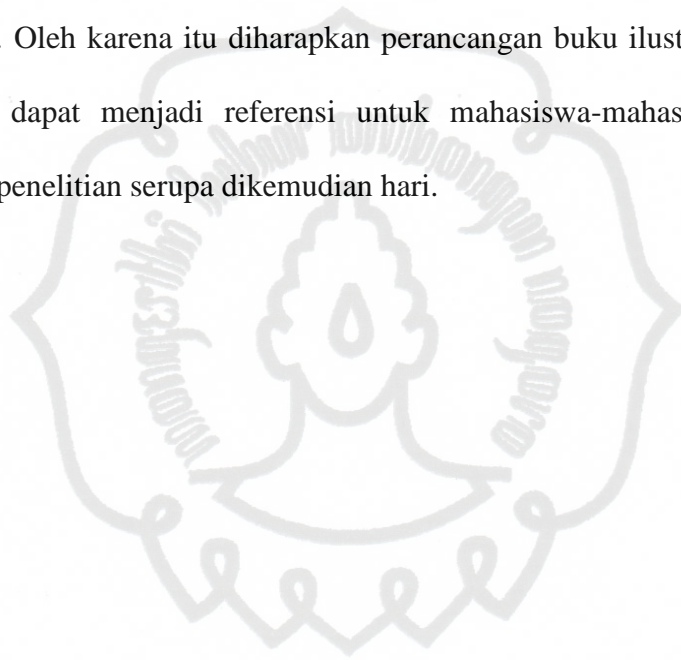 . Oleh karena itu diharapkan perancangan buku ilust
dapat menjadi referensi untuk mahasiswa-mahas
penelitian serupa dikemudian hari.